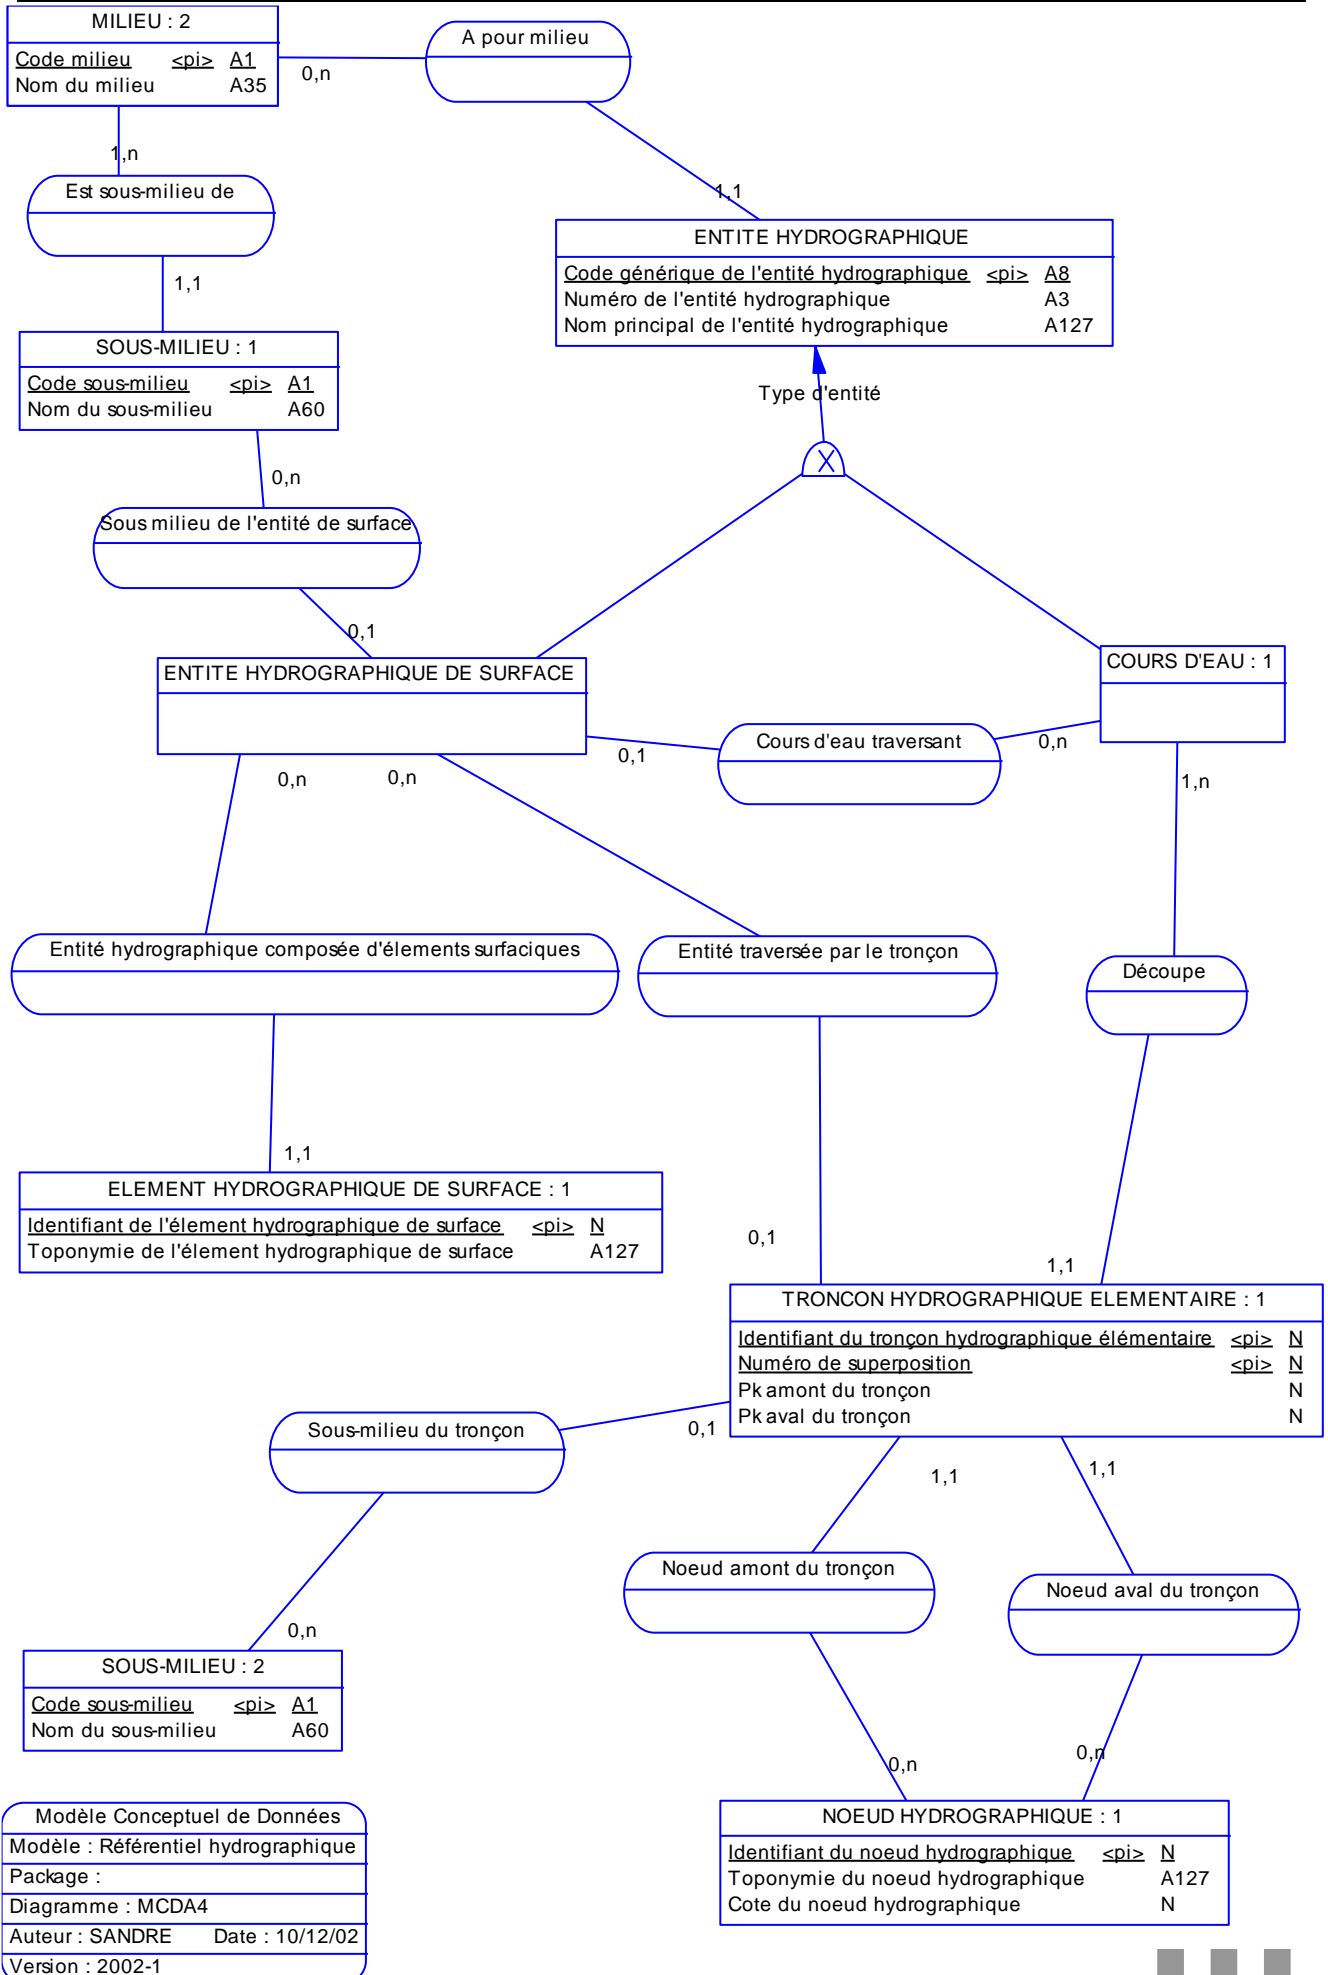 MILIEU : 2
Code milieu <pi> A1
Nom du milieu A35
0,n
A pour milieu
1,n
Est sous-milieu de
1,1
1,1
ENTITE HYDROGRAPHIQUE
Code générique de l'entité hydrographique <pi> A8
Numéro de l'entité hydrographique A3
Nom principal de l'entité hydrographique A127
SOUS-MILIEU : 1
Code sous-milieu <pi> A1
Nom du sous-milieu A60
Type d'entité
X
0,n
Sous milieu de l'entité de surface
0,1
ENTITE HYDROGRAPHIQUE DE SURFACE
COURS D'EAU : 1
0,1
Cours d'eau traversant
0,n
0,n
0,n
1,n
Entité hydrographique composée d'élements surfaciques
Entité traversée par le tronçon
Découpe
1,1
ELEMENT HYDROGRAPHIQUE DE SURFACE : 1
Identifiant de l'élement hydrographique de surface <pi> N
Toponymie de l'élement hydrographique de surface A127
0,1
1,1
TRONCON HYDROGRAPHIQUE ELEMENTAIRE : 1
Identifiant du tronçon hydrographique élémentaire <pi> N
Numéro de superposition <pi> N
Pk amont du tronçon N
Pk aval du tronçon N
Sous-milieu du tronçon
0,1
1,1
1,1
Noeud amont du tronçon
Noeud aval du tronçon
0,n
SOUS-MILIEU : 2
Code sous-milieu <pi> A1
Nom du sous-milieu A60
0,n
0,n
NOEUD HYDROGRAPHIQUE : 1
Identifiant du noeud hydrographique <pi> N
Toponymie du noeud hydrographique A127
Cote du noeud hydrographique N
Modèle Conceptuel de Données
Modèle : Référentiel hydrographique
Package :
Diagramme : MCDA4
Auteur : SANDRE Date : 10/12/02
Version : 2002-1